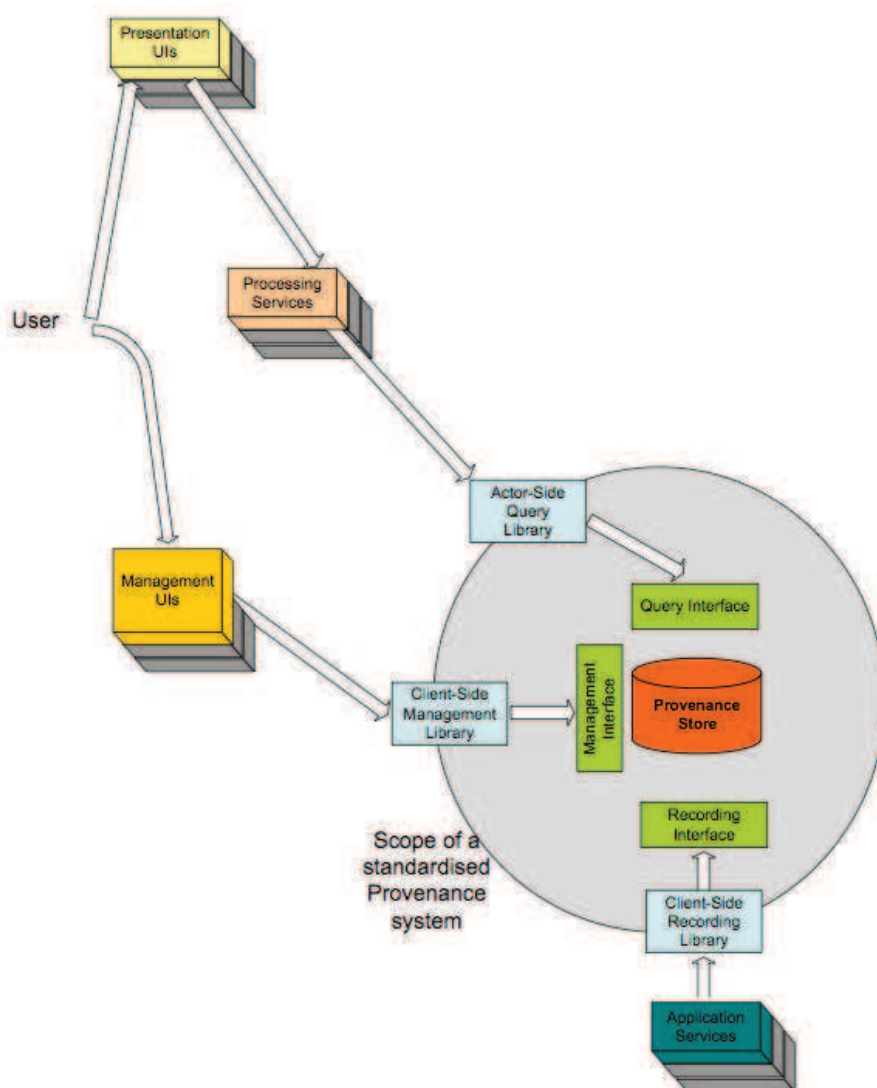 Presentation
UIs
Processing
Services
User
Actor-Side
Query
Library
Management
UIs
Query Interface
Client-Side
Management
Library
Management
Interface
Provenance
Store
Recording
Interface
Scope of a
standardised
Provenance
system
Client-Side
Recording
Library
Application
Services